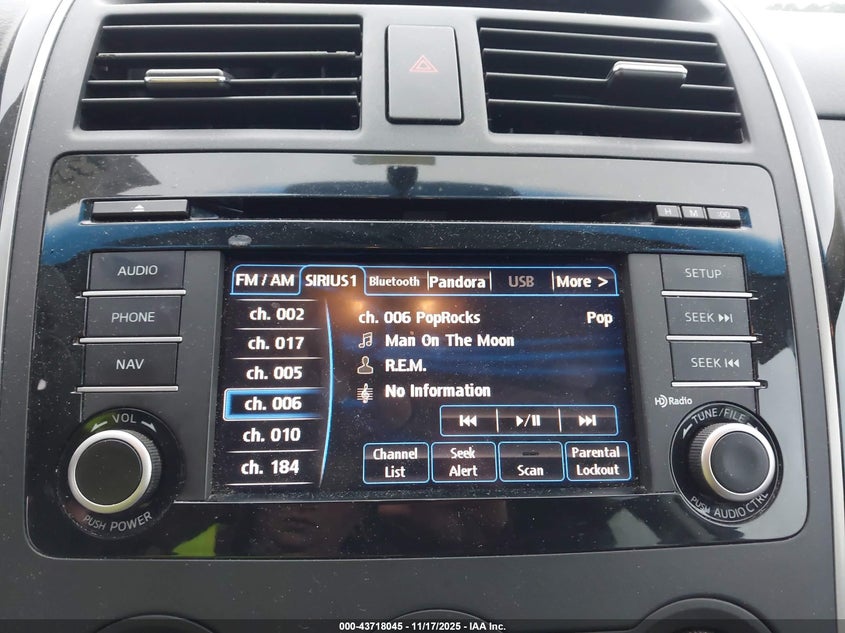 H M :00
AUDIO
PHONE
NAV
VOL
PUSH POWER
FM / AM SIRIUS1 Bluetooth Pandora USB More >
ch. 002
ch. 017
ch. 005
ch. 006
ch. 010
ch. 184
ch. 006 PopRocks Pop
Man On The Moon
R.E.M.
No Information
Channel List
Seek Alert
Scan
Parental Lockout
SETUP
SEEK
SEEK
HD Radio
TUNE/FILE
PUSH AUDIO CTRL
000-43718045 - 11/17/2025 - IAA Inc.